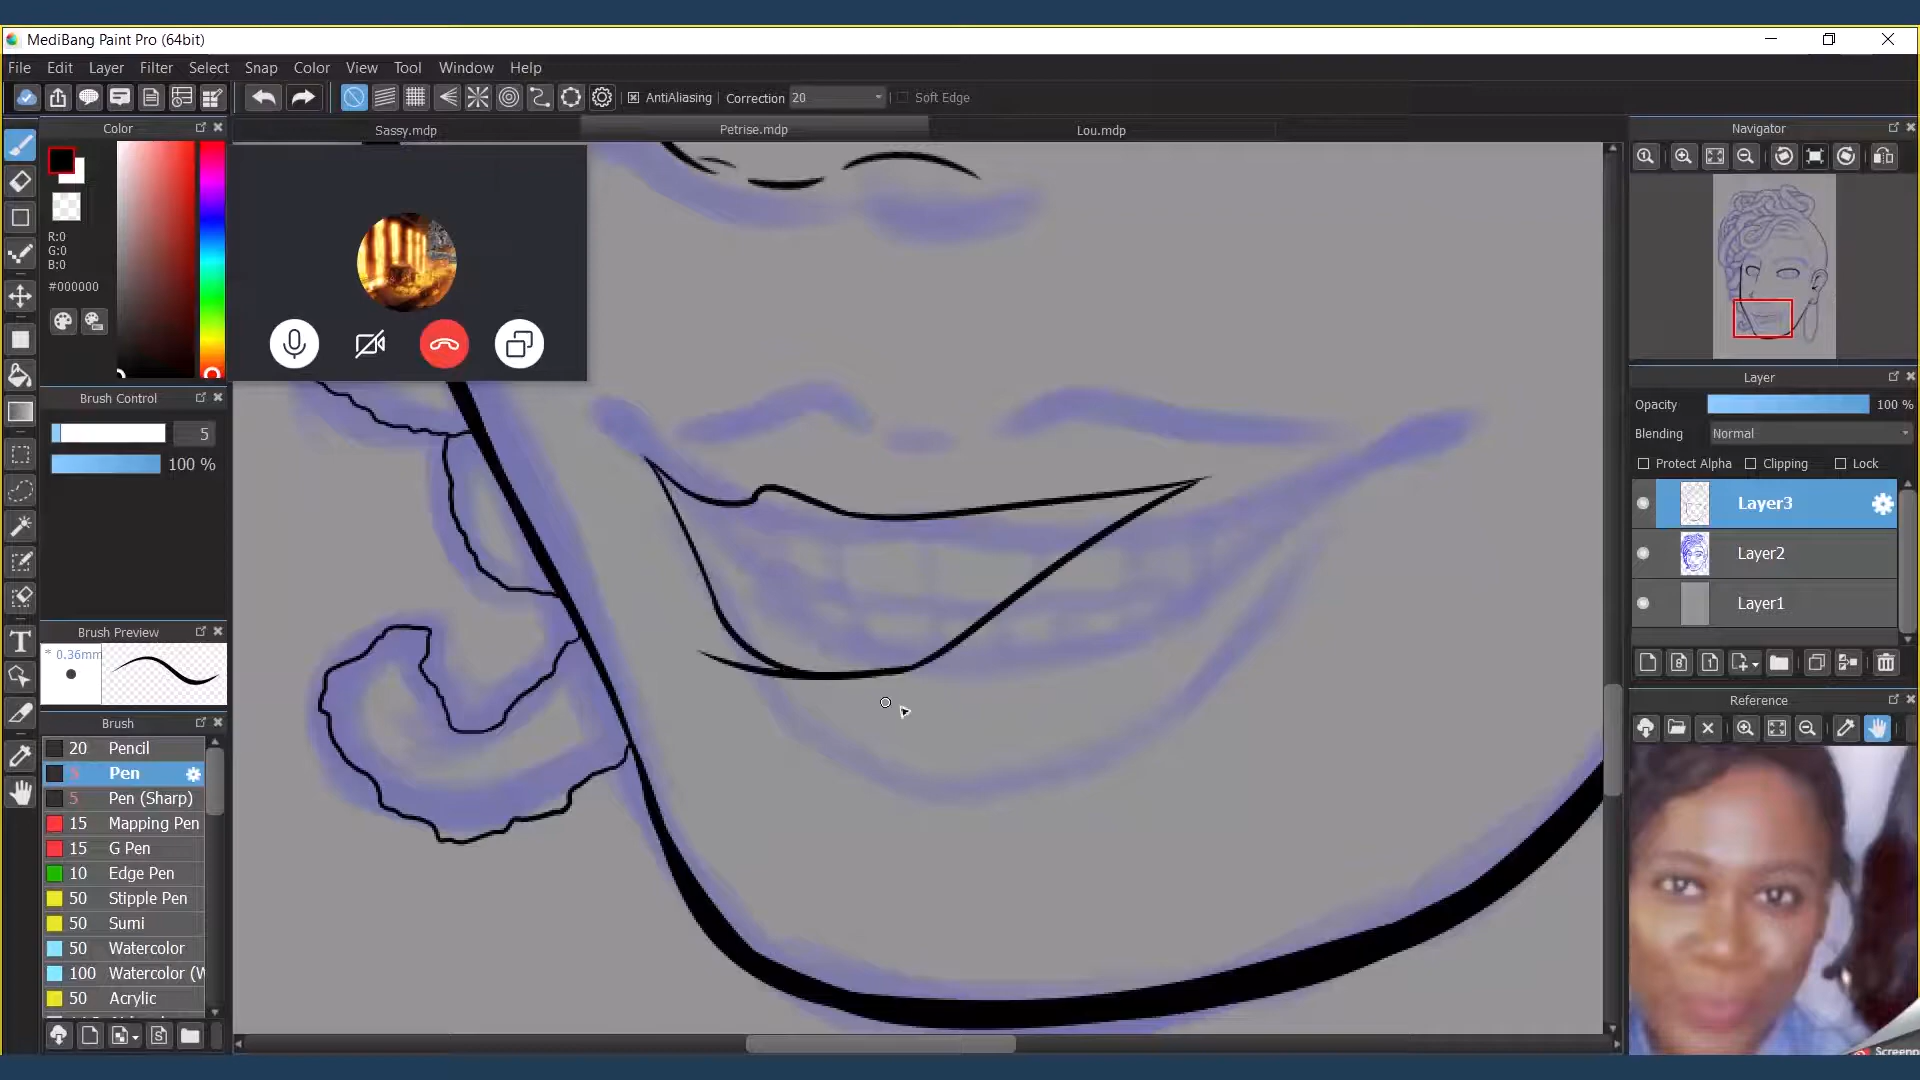 MediBang Paint Pro (64bit)
File Edit Layer Filter Select Snap Color View Tool Window Help
AntiAliasing Correction 20 Soft Edge
Color
Sassy.mdp Petrise.mdp Lou.mdp
Navigator
R:0
G:0
B:0
#000000
Brush Control
5
100 %
Layer
Opacity 100 %
Blending Normal
Protect Alpha Clipping Lock
Layer3
Layer2
Layer1
Brush Preview
* 0.36mm
Reference
Brush
20 Pencil
5 Pen
5 Pen (Sharp)
15 Mapping Pen
15 G Pen
10 Edge Pen
50 Stipple Pen
50 Sumi
50 Watercolor
100 Watercolor (W
50 Acrylic
Screenp